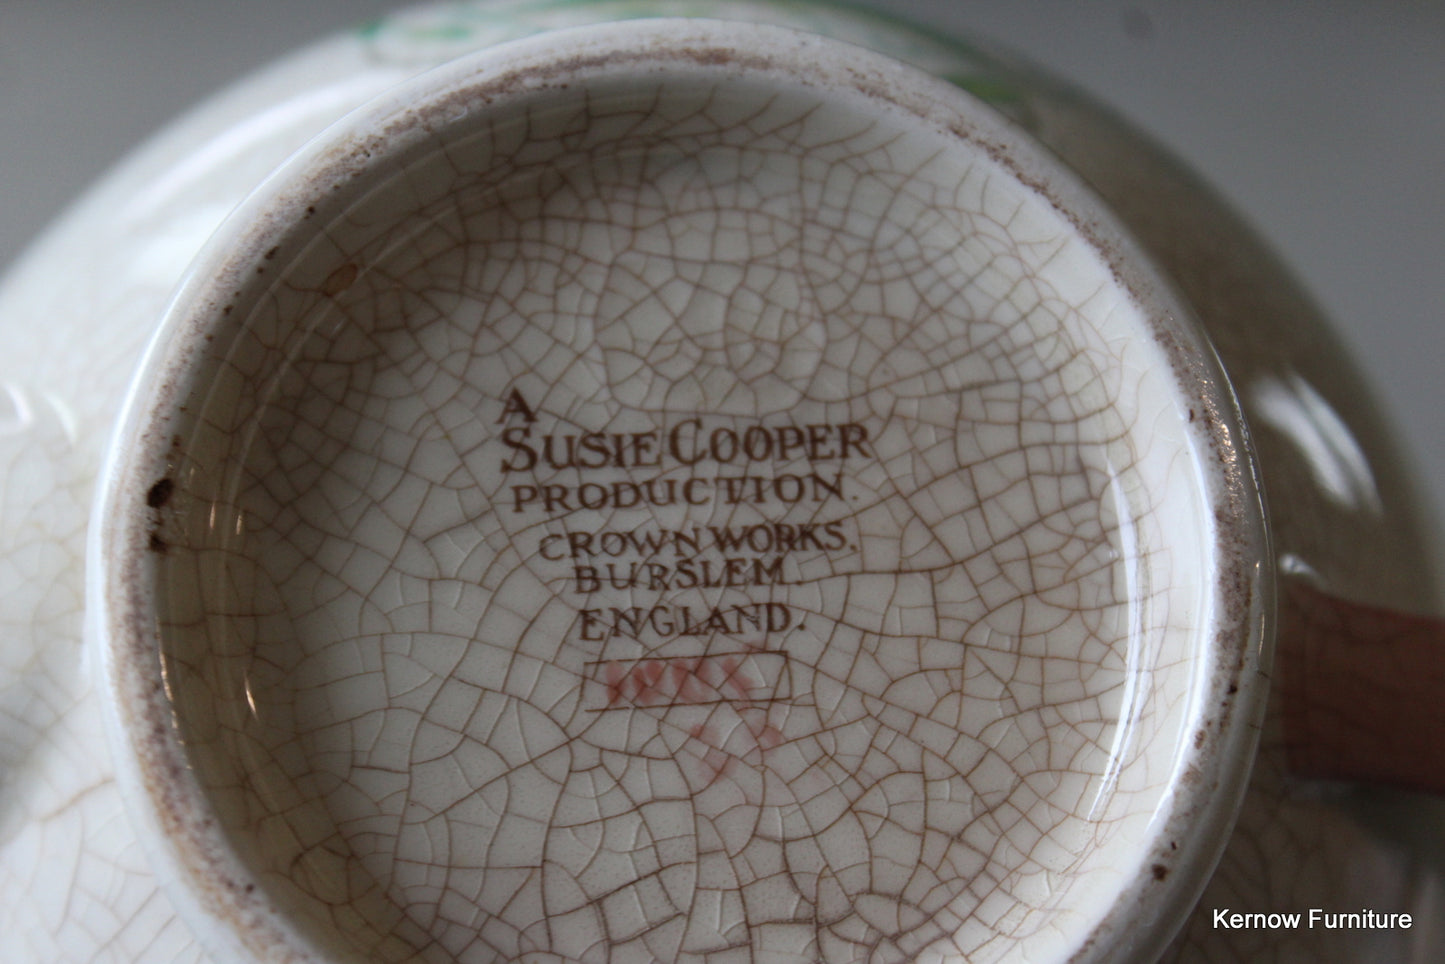 A
SUSIE COOPER
PRODUCTION.
CROWN WORKS.
BURSLEM.
ENGLAND.
Kernow Furniture